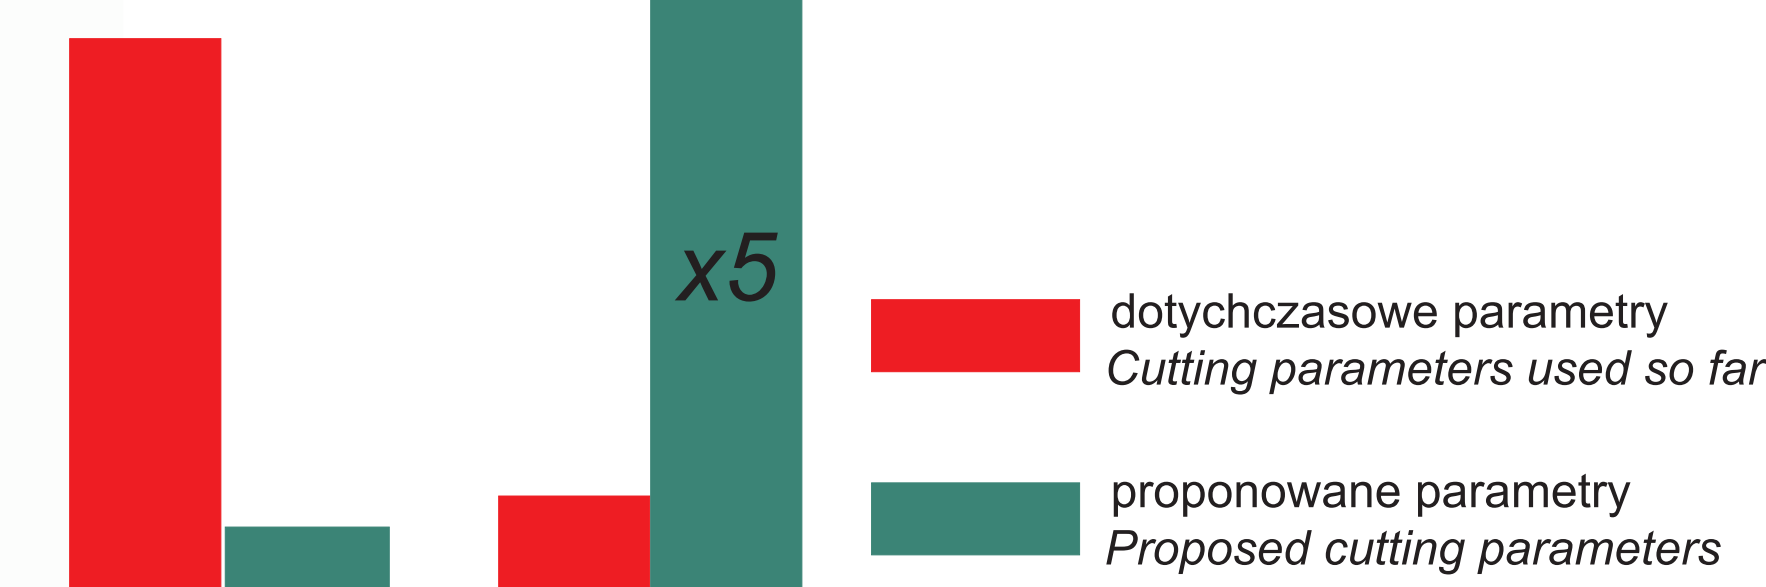 x5
dotychczasowe parametry
Cutting parameters used so far
proponowane parametry
Proposed cutting parameters